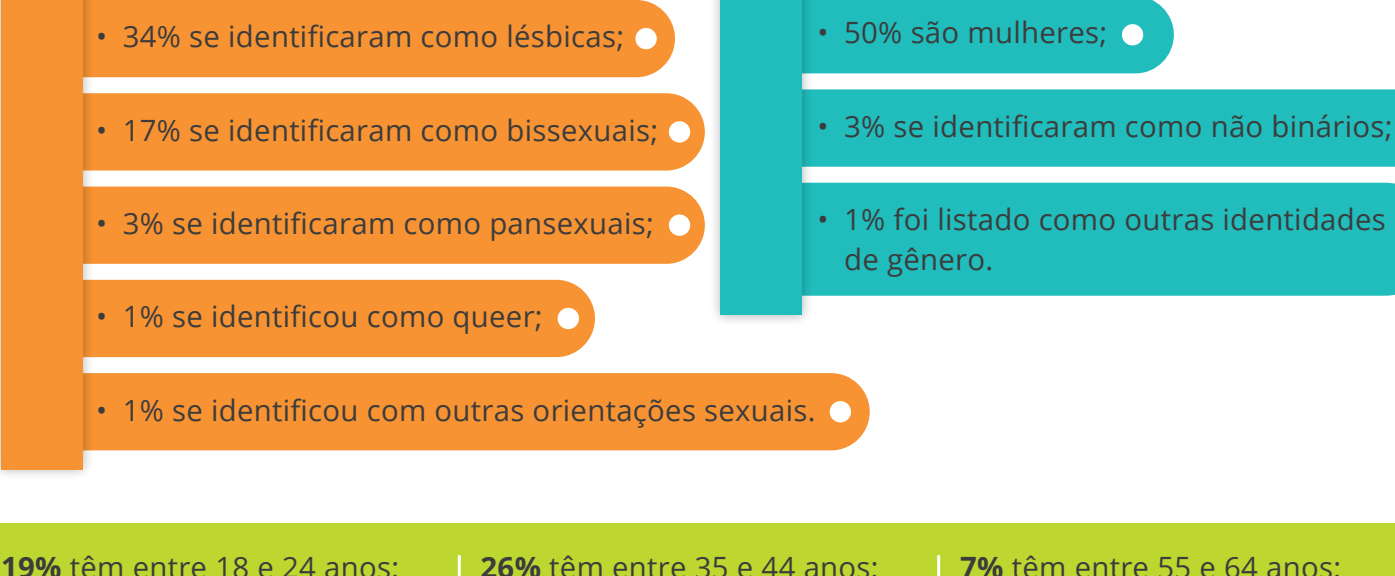 • 34% se identificaram como lésbicas;
• 17% se identificaram como bissexuais;
• 3% se identificaram como pansexuais;
• 1% se identificou como queer;
• 1% se identificou com outras orientações sexuais.
• 50% são mulheres;
• 3% se identificaram como não binários;
• 1% foi listado como outras identidades
de gênero.
19% têm entre 18 e 24 anos;
26% têm entre 35 e 44 anos;
7% têm entre 55 e 64 anos;